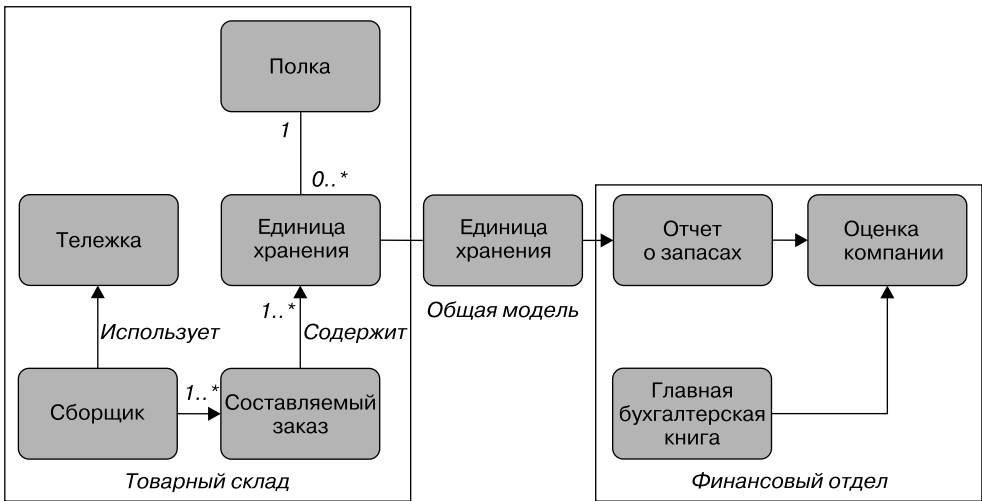 Полка
1
0..*
Тележка
Единица
хранения
Единица
хранения
Отчет
о запасах
Оценка
компании
1..*
Общая модель
Использует
Содержит
Сборщик
1..*
Составляемый
заказ
Главная
бухгалтерская
книга
Товарный склад
Финансовый отдел